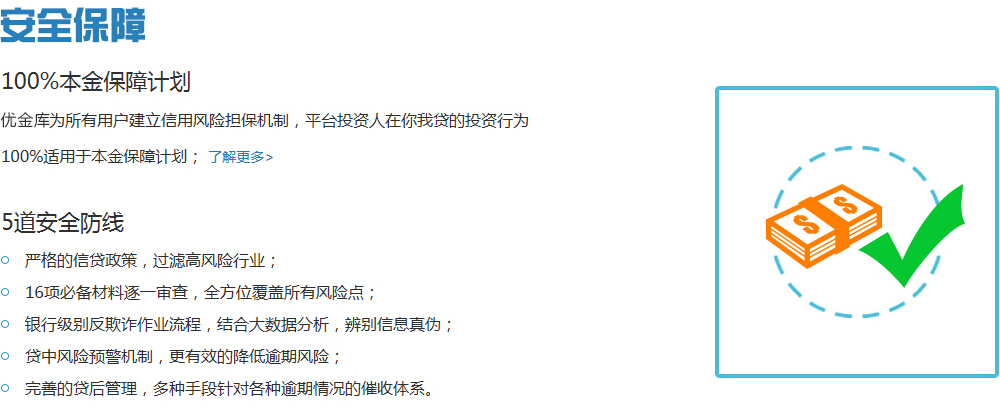 安全保障
100%本金保障计划
优金库为所有用户建立信用风险担保机制，平台投资人在你我贷的投资行为
100%适用于本金保障计划； 了解更多>
5道安全防线
严格的信贷政策，过滤高风险行业；
16项必备材料逐一审查，全方位覆盖所有风险点；
银行级别反欺诈作业流程，结合大数据分析，辨别信息真伪；
贷中风险预警机制，更有效的降低逾期风险；
完善的贷后管理，多种手段针对各种逾期情况的催收体系。
$ $